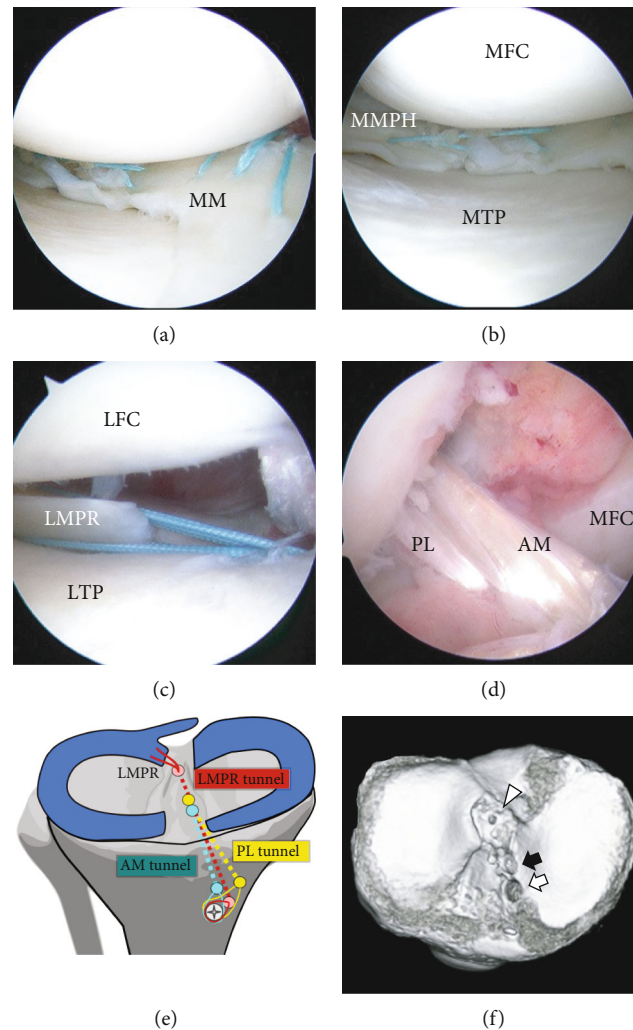 MM
(a)
MFC
MMPH
MTP
(b)
LFC
LMPR
LTP
(c)
MFC
PL
AM
(d)
LMPR
LMPR tunnel
AM tunnel
PL tunnel
(e)
(f)